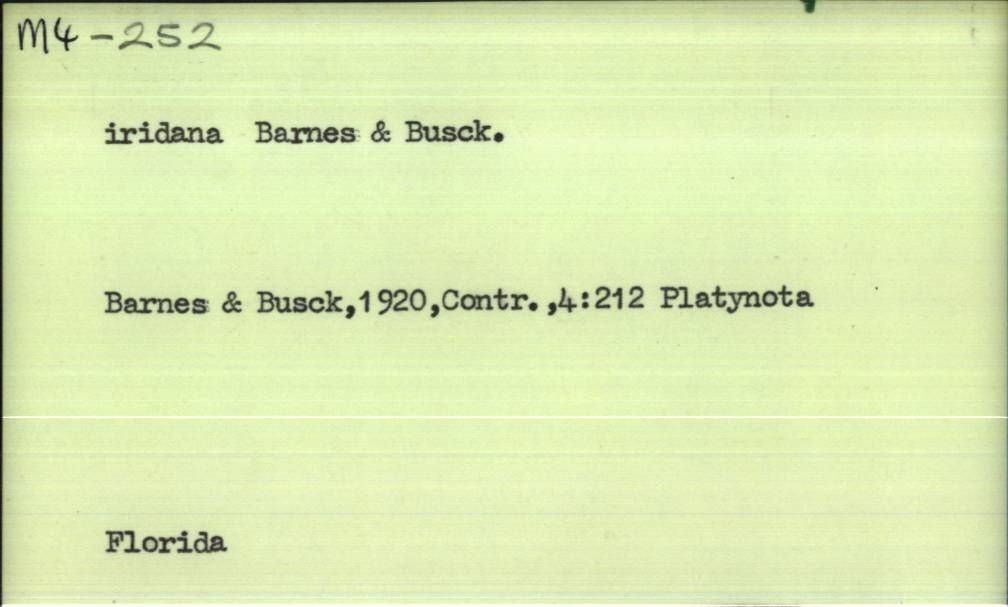 M4-252
iridana Barnes & Busck.
Barnes & Busck,1920,Contr.,4:212 Platynota
Florida